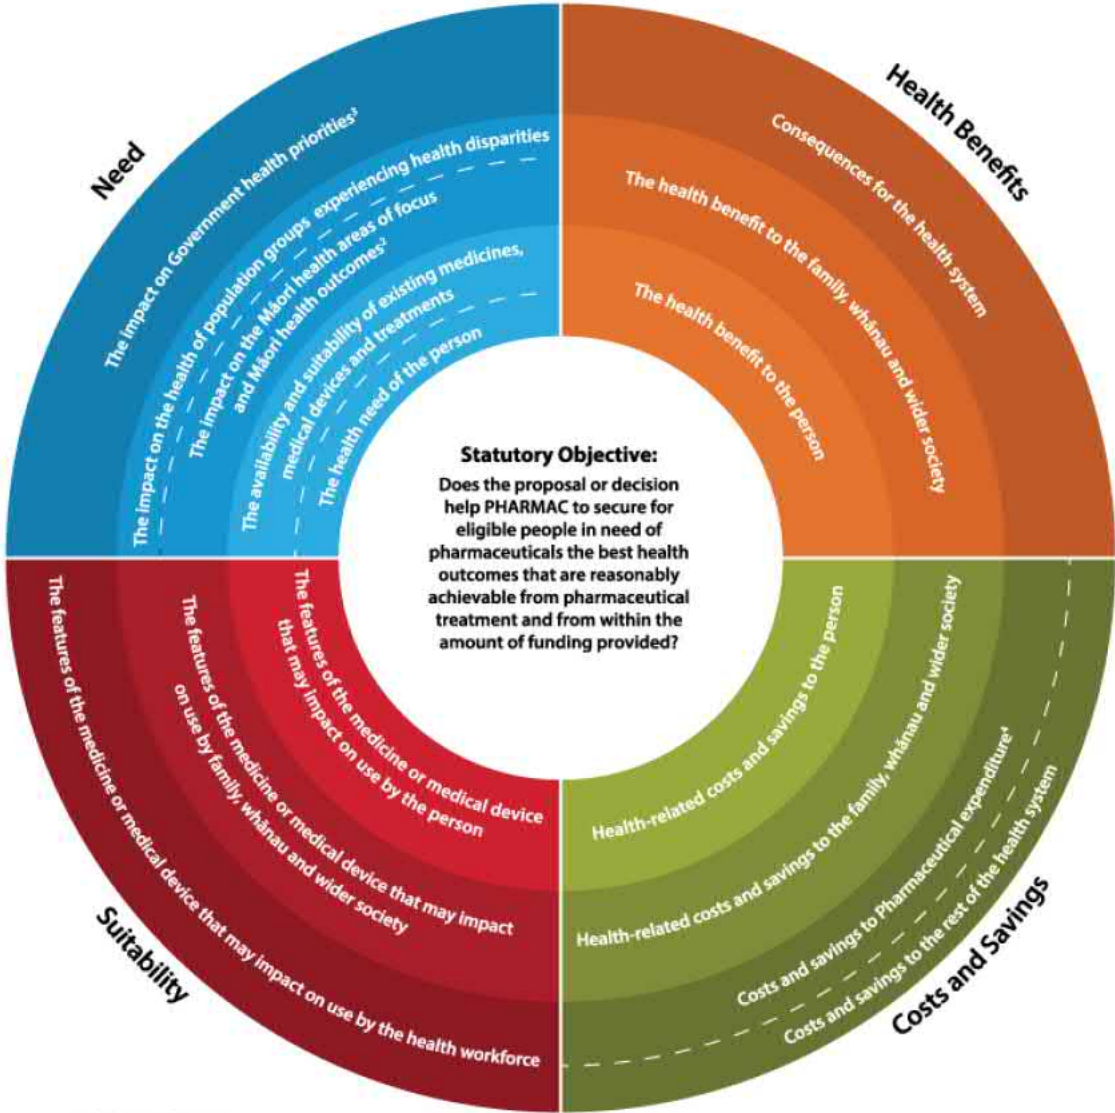 Need
The impact on Government health priorities³
The impact on the health of population groups experiencing health disparities
The impact on the Māori health areas of focus
and Māori health outcomes²
The availability and suitability of existing medicines,
medical devices and treatments
The health need of the person
Health Benefits
Consequences for the health system
The health benefit to the family, whānau and wider society
The health benefit to the person
Statutory Objective:
Does the proposal or decision
help PHARMAC to secure for
eligible people in need of
pharmaceuticals the best health
outcomes that are reasonably
achievable from pharmaceutical
treatment and from within the
amount of funding provided?
Suitability
The features of the medicine or medical device
that may impact on use by the person
The features of the medicine or medical device that may impact
on use by family, whānau and wider society
The features of the medicine or medical device that may impact on use by the health workforce
Costs and Savings
Health-related costs and savings to the person
Health-related costs and savings to the family, whānau and wider society
Costs and savings to Pharmaceutical expenditure⁴
Costs and savings to the rest of the health system